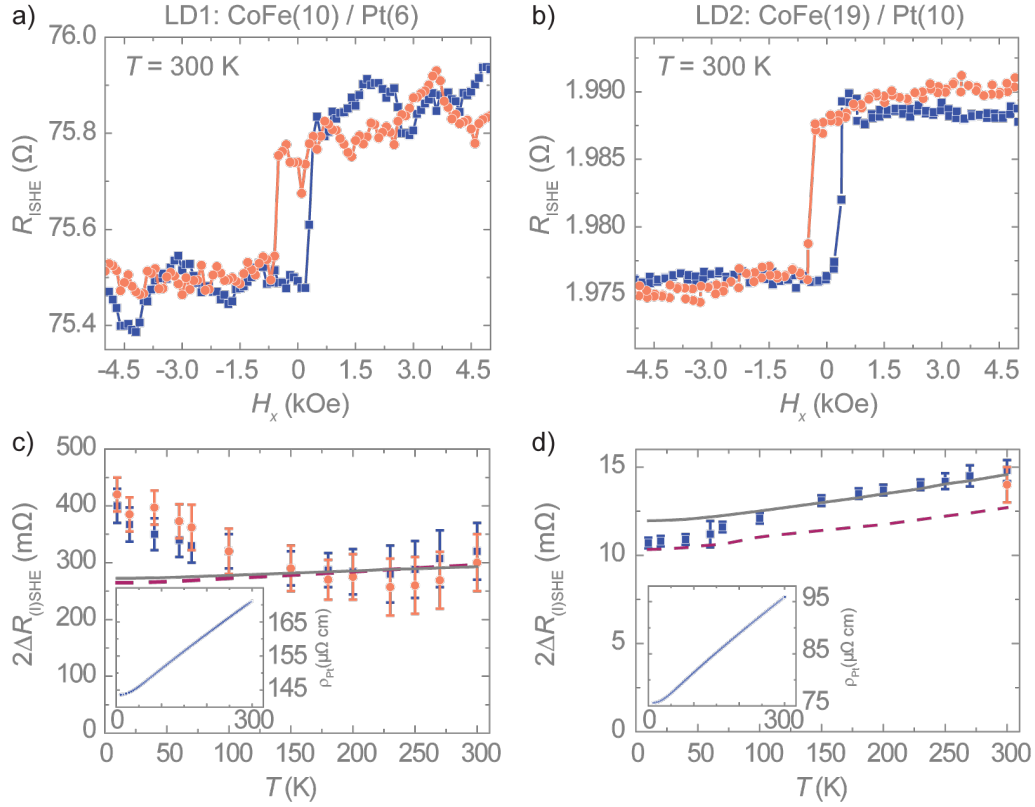 a) LD1: CoFe(10) / Pt(6)
T = 300 K
R_ISHE (Ω)
76.0
75.8
75.6
75.4
-4.5 -3.0 -1.5 0 1.5 3.0 4.5
H_x (kOe)
b) LD2: CoFe(19) / Pt(10)
T = 300 K
R_ISHE (Ω)
1.990
1.985
1.980
1.975
-4.5 -3.0 -1.5 0 1.5 3.0 4.5
H_x (kOe)
c)
2ΔR_(I)SHE (mΩ)
500
400
300
200
100
0
165
155
145
ρ_Pt(μΩ cm)
0 300
0 50 100 150 200 250 300
T (K)
d)
2ΔR_(I)SHE (mΩ)
15
10
5
0
95
85
75
ρ_Pt(μΩ cm)
0 300
0 50 100 150 200 250 300
T (K)